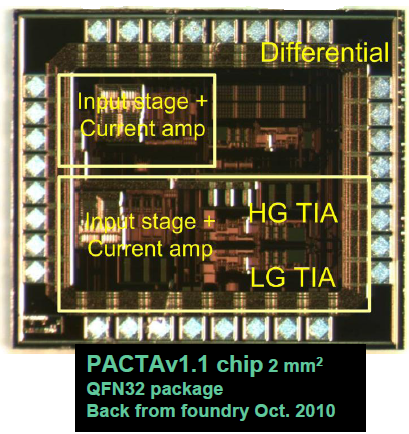 Differential
Input stage +
Current amp
Input stage +
Current amp
HG TIA
LG TIA
PACTAv1.1 chip 2 mm²
QFN32 package
Back from foundry Oct. 2010